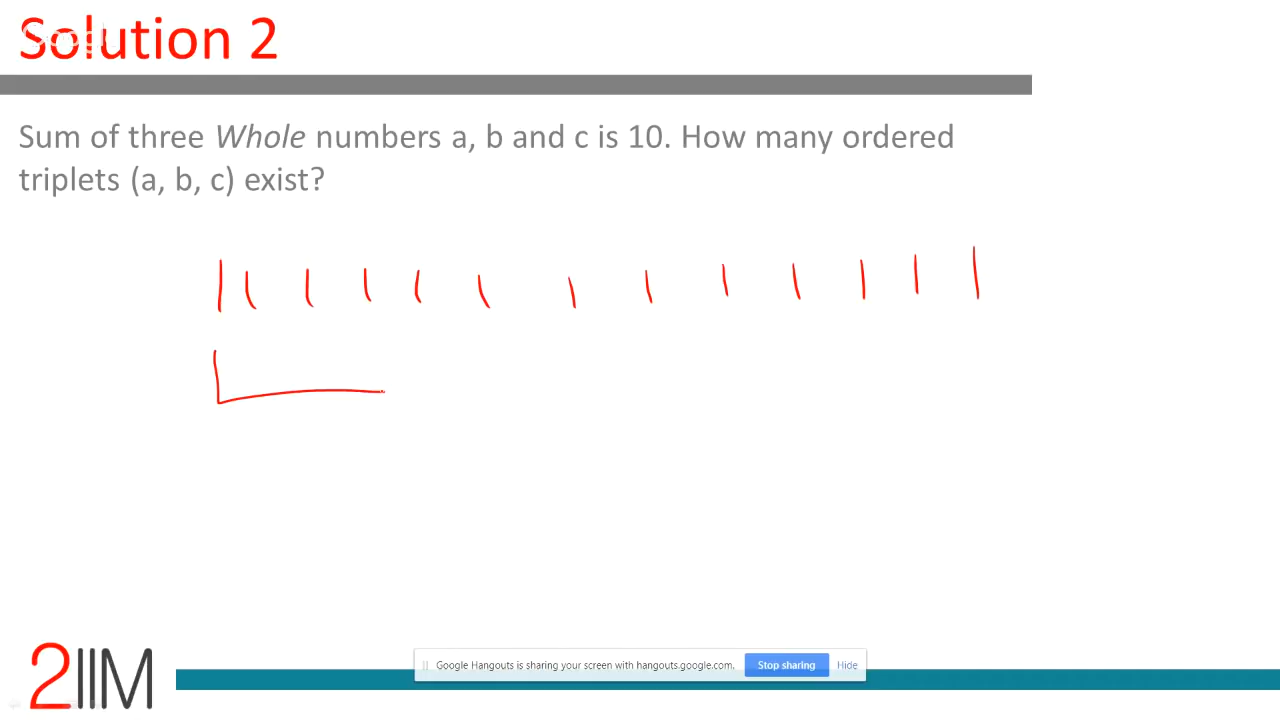 Solution 2
Google
Sum of three Whole numbers a, b and c is 10. How many ordered
triplets (a, b, c) exist?
2IIM
Google Hangouts is sharing your screen with hangouts.google.com. Stop sharing Hide